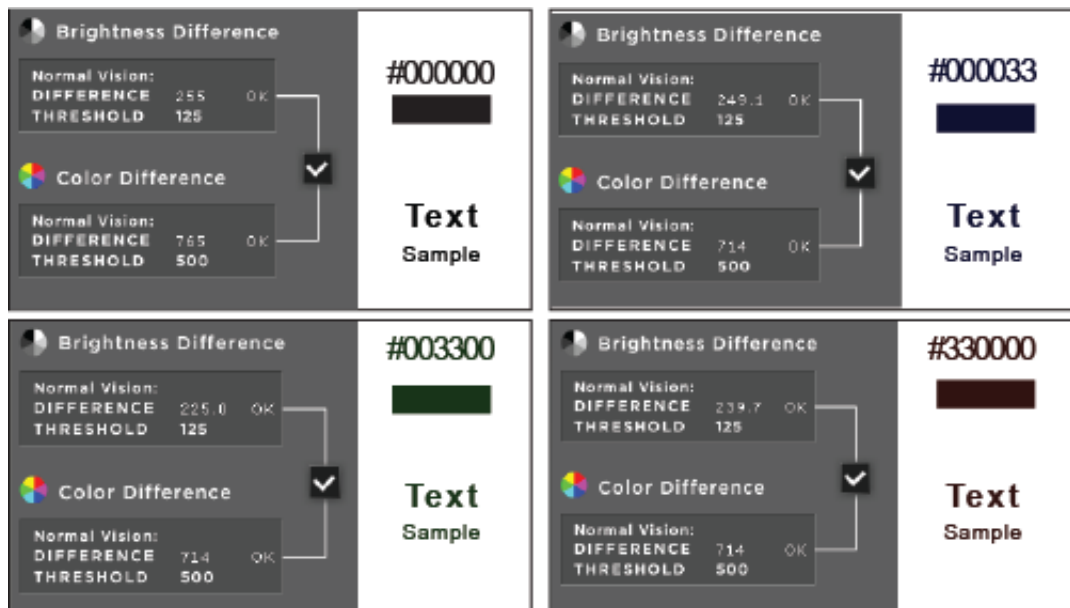 Brightness Difference
Normal Vision:
DIFFERENCE 255 OK
THRESHOLD 125
Color Difference
Normal Vision:
DIFFERENCE 765 OK
THRESHOLD 500
#000000
Text
Sample
Brightness Difference
Normal Vision:
DIFFERENCE 249.1 OK
THRESHOLD 125
Color Difference
Normal Vision:
DIFFERENCE 714 OK
THRESHOLD 500
#000033
Text
Sample
Brightness Difference
Normal Vision:
DIFFERENCE 225.0 OK
THRESHOLD 125
Color Difference
Normal Vision:
DIFFERENCE 714 OK
THRESHOLD 500
#003300
Text
Sample
Brightness Difference
Normal Vision:
DIFFERENCE 239.7 OK
THRESHOLD 125
Color Difference
Normal Vision:
DIFFERENCE 714 OK
THRESHOLD 500
#330000
Text
Sample